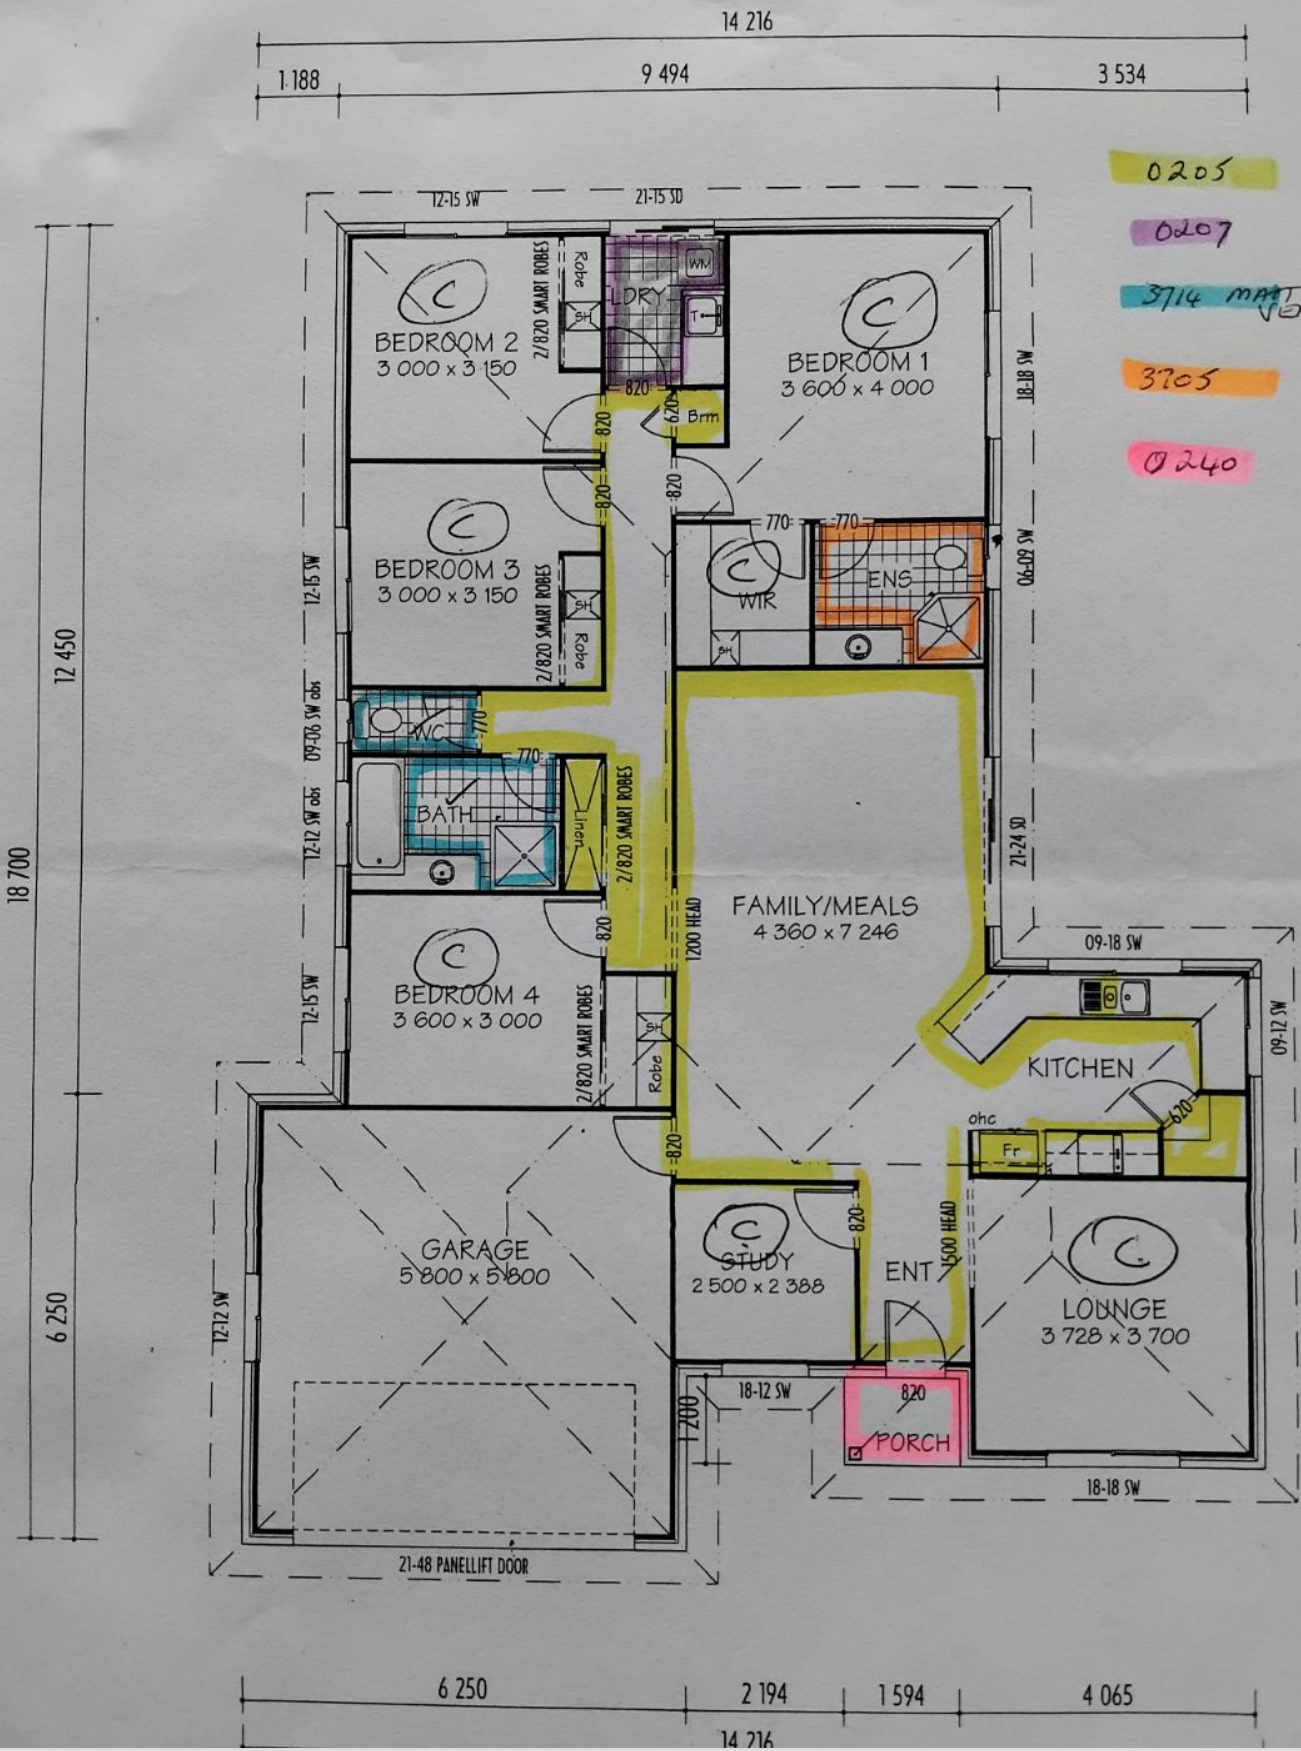 14 216
1 188
9 494
3 534
0205
0207
3714 MATT
3705
0240
12-15 SW
21-15 SD
2/820 SMART ROBES
Robe
SH
LDRY
WM
T
C
BEDROOM 2
3 000 x 3 150
C
BEDROOM 1
3 600 x 4 000
18-18 SW
820
820
620
Brm
820
820
C
BEDROOM 3
3 000 x 3 150
2/820 SMART ROBES
SH
Robe
12-15 SW
770
770
C
WIR
SH
ENS
06-09 SW
12 450
18 700
09-06 SW obs
WC
770
770
12-12 SW obs
BATH
Linen
2/820 SMART ROBES
21-24 SD
FAMILY/MEALS
4 360 x 7 246
1200 HEAD
820
C
BEDROOM 4
3 600 x 3 000
12-15 SW
2/820 SMART ROBES
SH
Robe
09-18 SW
09-12 SW
KITCHEN
620
ohc
Fr
820
GARAGE
5 800 x 5 800
12-12 SW
6 250
C
STUDY
2 500 x 2 388
820
ENT
1500 HEAD
C
LOUNGE
3 728 x 3 700
18-12 SW
1 200
820
PORCH
18-18 SW
21-48 PANELLIFT DOOR
6 250
2 194
1 594
4 065
14 216